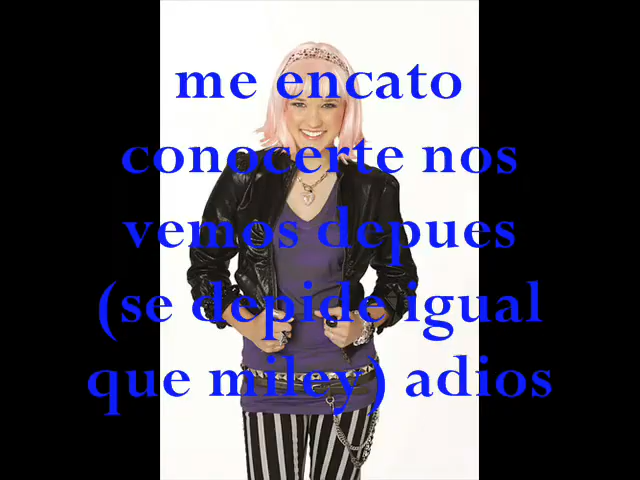 me encato
conocerte nos
vemos depues
(se depide igual
que miley) adios